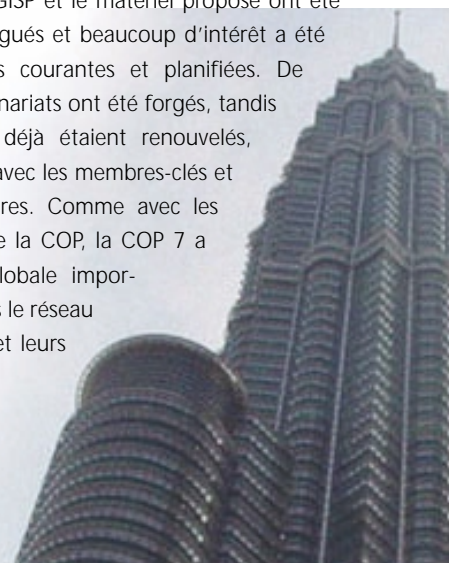 GISP et le matériel proposé ont été
gués et beaucoup d'intérêt a été
s courantes et planifiées. De
nariats ont été forgés, tandis
déjà étaient renouvelés,
avec les membres-clés et
res. Comme avec les
e la COP, la COP 7 a
lobale impor-
s le réseau
et leurs